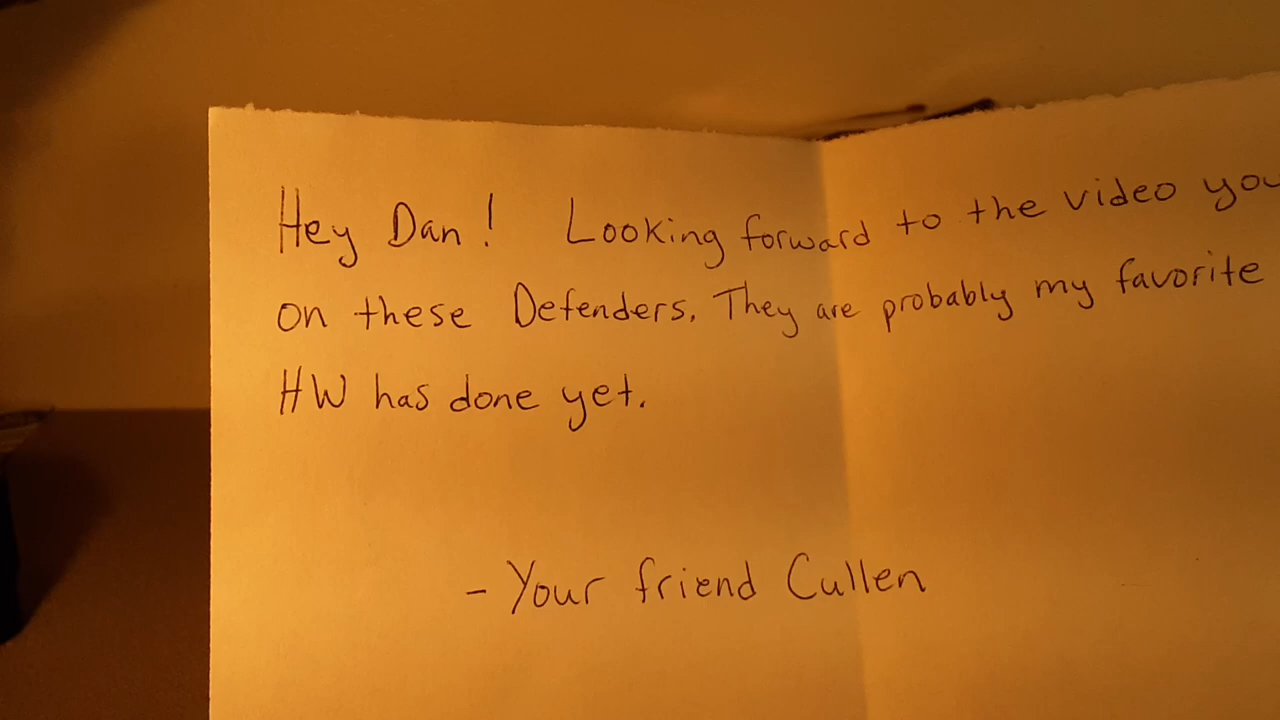 Hey Dan! Looking forward to the video you
on these Defenders. They are probably my favorite
HW has done yet.
- Your friend Cullen